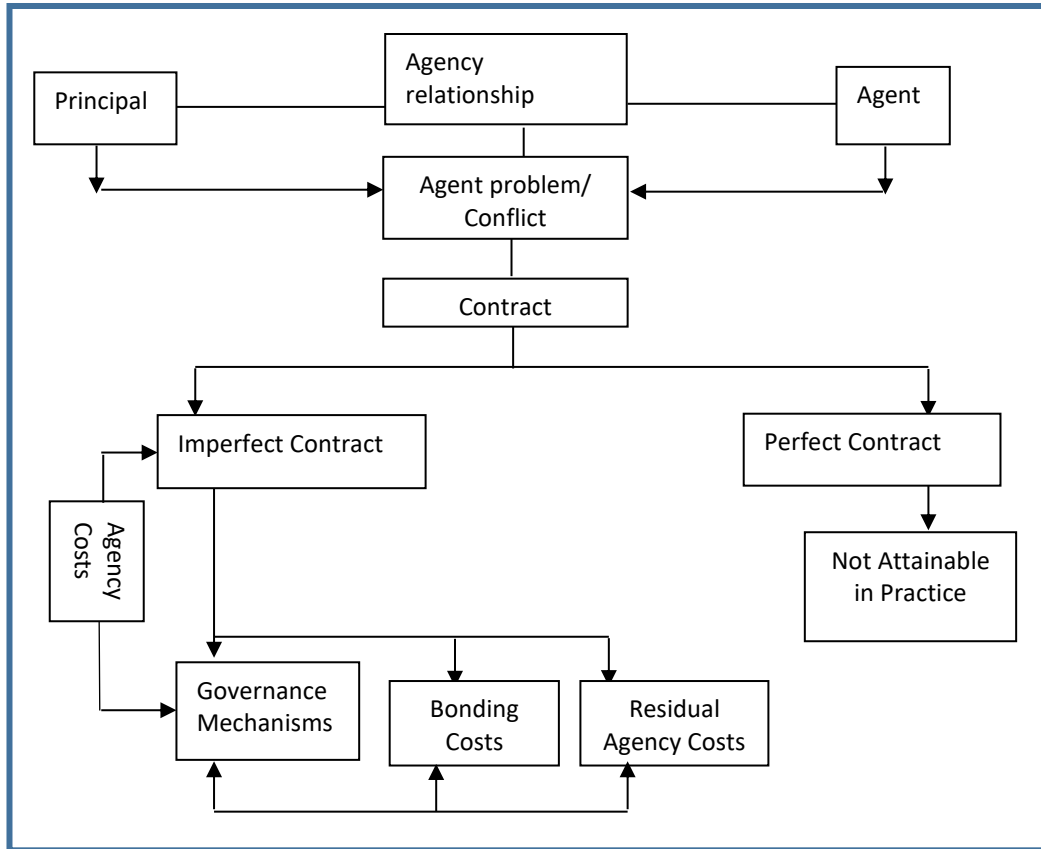 Agency
relationship
Principal
Agent
Agent problem/
Conflict
Contract
Imperfect Contract
Perfect Contract
Agency
Costs
Not Attainable
in Practice
Governance
Mechanisms
Bonding
Costs
Residual
Agency Costs